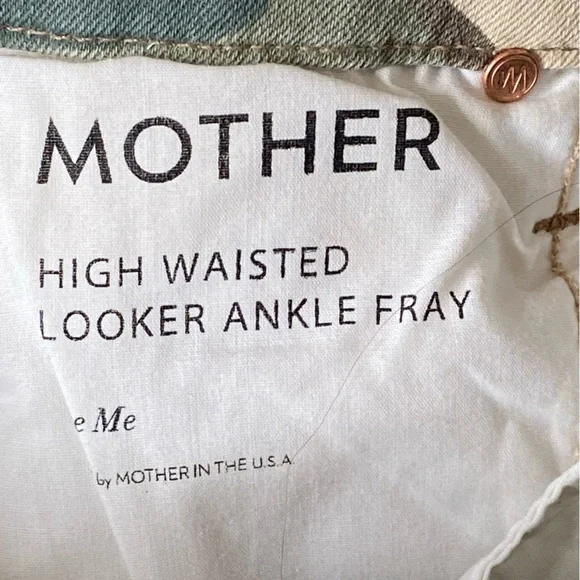 MOTHER
HIGH WAISTED
LOOKER ANKLE FRAY
e Me
by MOTHER IN THE U.S.A.
M